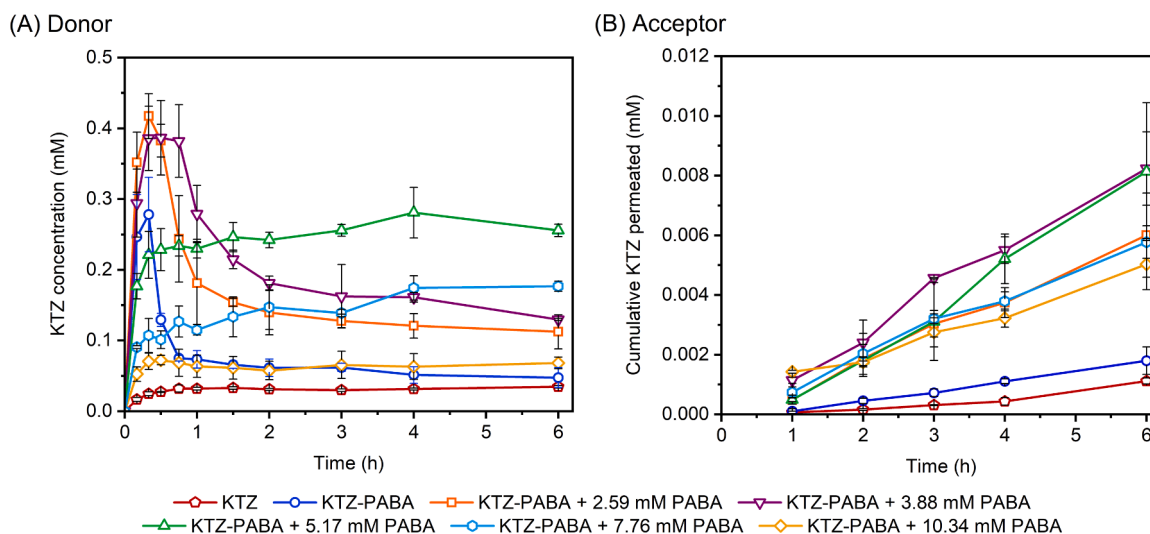 (A) Donor
(B) Acceptor
KTZ concentration (mM)
0.5
0.4
0.3
0.2
0.1
0.0
0 1 2 3 4 5 6
Time (h)
Cumulative KTZ permeated (mM)
0.012
0.010
0.008
0.006
0.004
0.002
0.000
0 1 2 3 4 5 6
Time (h)
KTZ KTZ-PABA KTZ-PABA + 2.59 mM PABA KTZ-PABA + 3.88 mM PABA
KTZ-PABA + 5.17 mM PABA KTZ-PABA + 7.76 mM PABA KTZ-PABA + 10.34 mM PABA